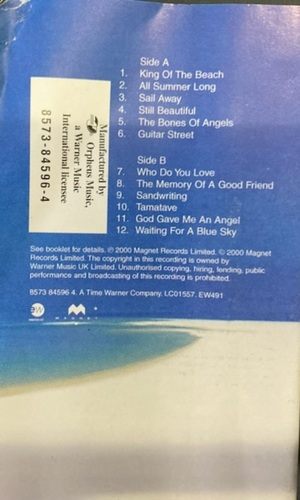 Side A
1. King Of The Beach
2. All Summer Long
3. Sail Away
4. Still Beautiful
5. The Bones Of Angels
6. Guitar Street
Side B
7. Who Do You Love
8. The Memory Of A Good Friend
9. Sandwriting
10. Tamatave
11. God Gave Me An Angel
12. Waiting For A Blue Sky
Manufactured by
Orpheus Music,
a Warner Music
International licensee
8573-84596-4
See booklet for details. ℗ 2000 Magnet Records Limited. © 2000 Magnet
Records Limited. The copyright in this recording is owned by
Warner Music UK Limited. Unauthorised copying, hiring, lending, public
performance and broadcasting of this recording is prohibited.
8573 84596 4. A Time Warner Company. LC01557. EW491
ew
MAGNET